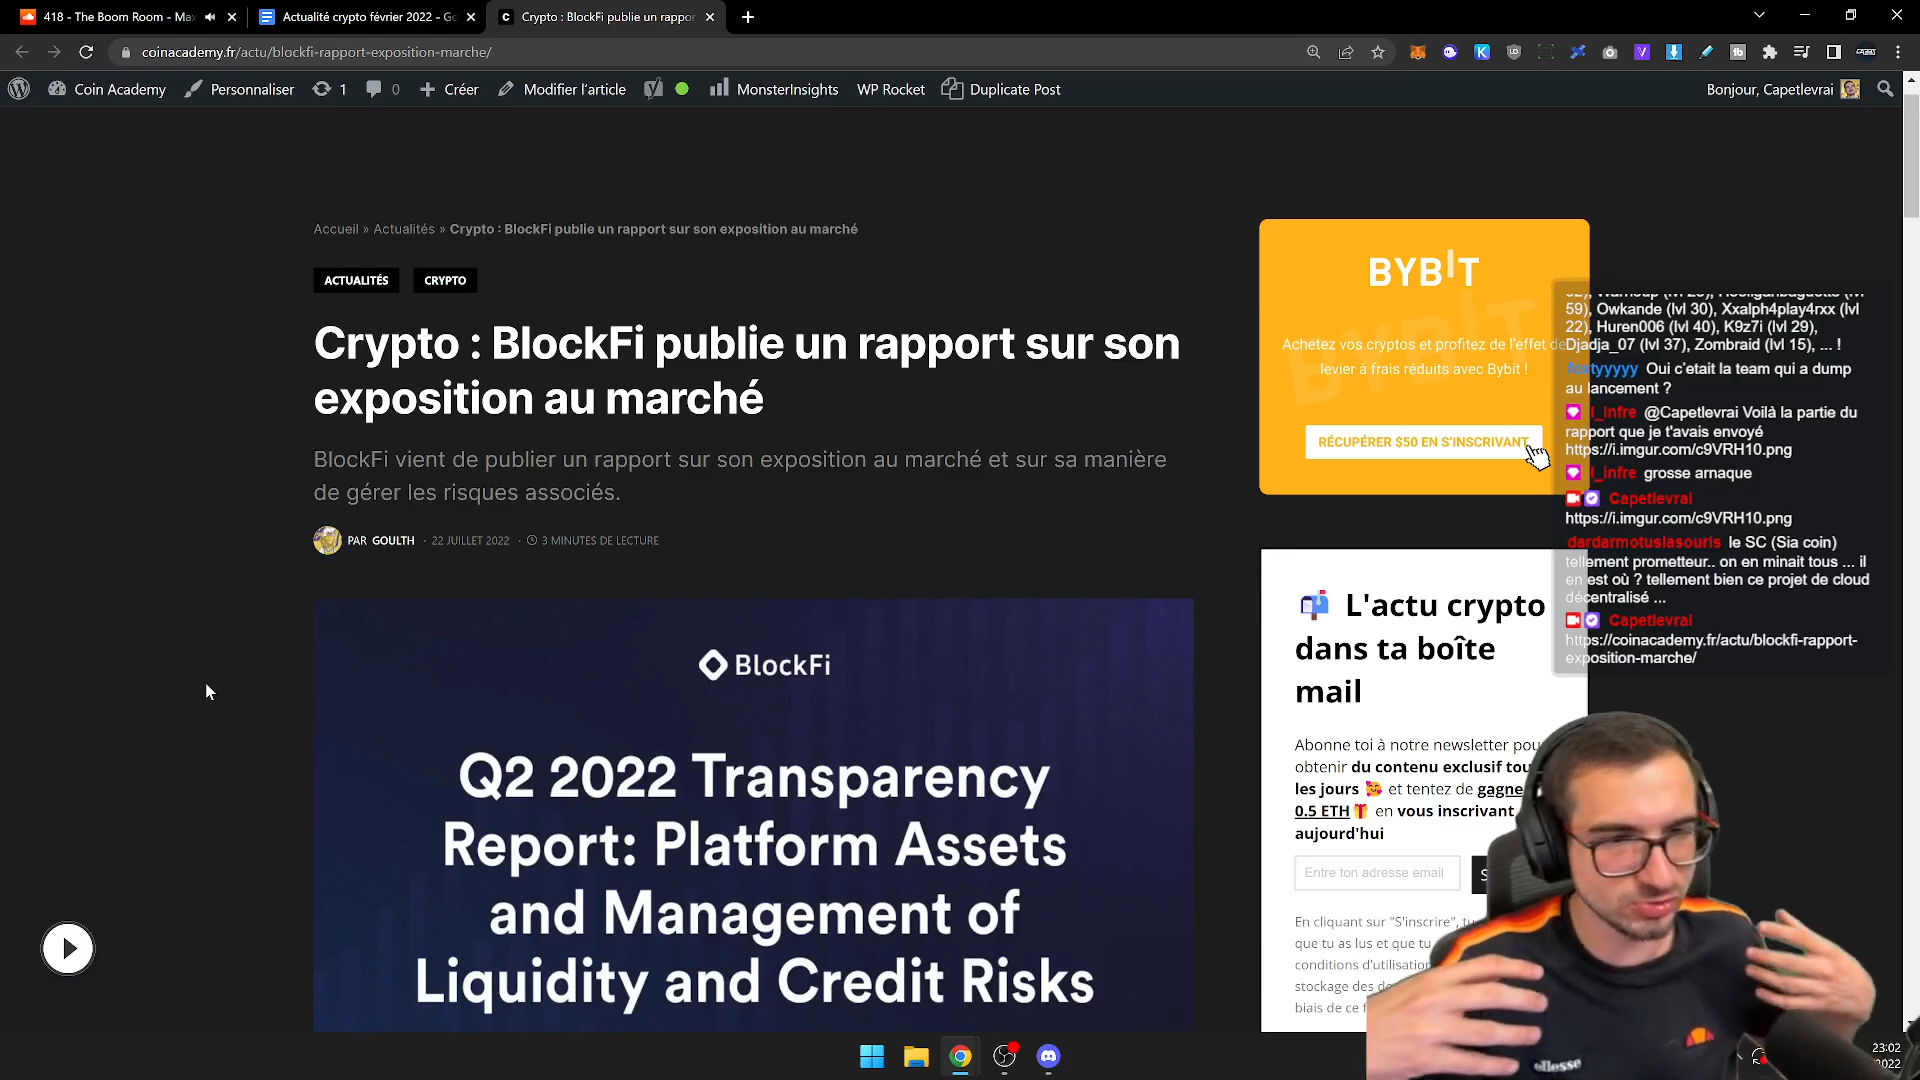 418 - The Boom Room - Max
Actualité crypto février 2022 - Go
Crypto : BlockFi publie un rappor
coinacademy.fr/actu/blockfi-rapport-exposition-marche/
Coin Academy
Personnaliser
1
0
Créer
Modifier l'article
MonsterInsights
WP Rocket
Duplicate Post
Bonjour, Capetlevrai
Accueil » Actualités » Crypto : BlockFi publie un rapport sur son exposition au marché
ACTUALITÉS
CRYPTO
Crypto : BlockFi publie un rapport sur son
exposition au marché
BlockFi vient de publier un rapport sur son exposition au marché et sur sa manière
de gérer les risques associés.
PAR GOULTH - 22 JUILLET 2022 - 3 MINUTES DE LECTURE
BlockFi
Q2 2022 Transparency
Report: Platform Assets
and Management of
Liquidity and Credit Risks
BYBIT
Achetez vos cryptos et profitez de l'effet de
levier à frais réduits avec Bybit !
RÉCUPÉRER $50 EN S'INSCRIVANT
L'actu crypto
dans ta boîte
mail
Abonne toi à notre newsletter pou
obtenir du contenu exclusif tou
les jours et tentez de gagne
0.5 ETH en vous inscrivant
aujourd'hui
Entre ton adresse email
S
En cliquant sur "S'inscrire", tu
que tu as lus et que tu
conditions d'utilisation
stockage des do
biais de ce f
59), Owkande (lvl 30), Xxalph4play4rxx (lvl
22), Huren006 (lvl 40), K9z7i (lvl 29),
Djadja_07 (lvl 37), Zombraid (lvl 15), ... !
Oui c'etait la team qui a dump
au lancement ?
l_infre @Capetlevrai Voilà la partie du
rapport que je t'avais envoyé
https://i.imgur.com/c9VRH10.png
l_infre grosse arnaque
Capetlevrai
https://i.imgur.com/c9VRH10.png
dardarmotuslasouris le SC (Sia coin)
tellement prometteur.. on en minait tous ... il
en est où ? tellement bien ce projet de cloud
décentralisé ...
Capetlevrai
https://coinacademy.fr/actu/blockfi-rapport-
exposition-marche/
ellesse
23:02
2022